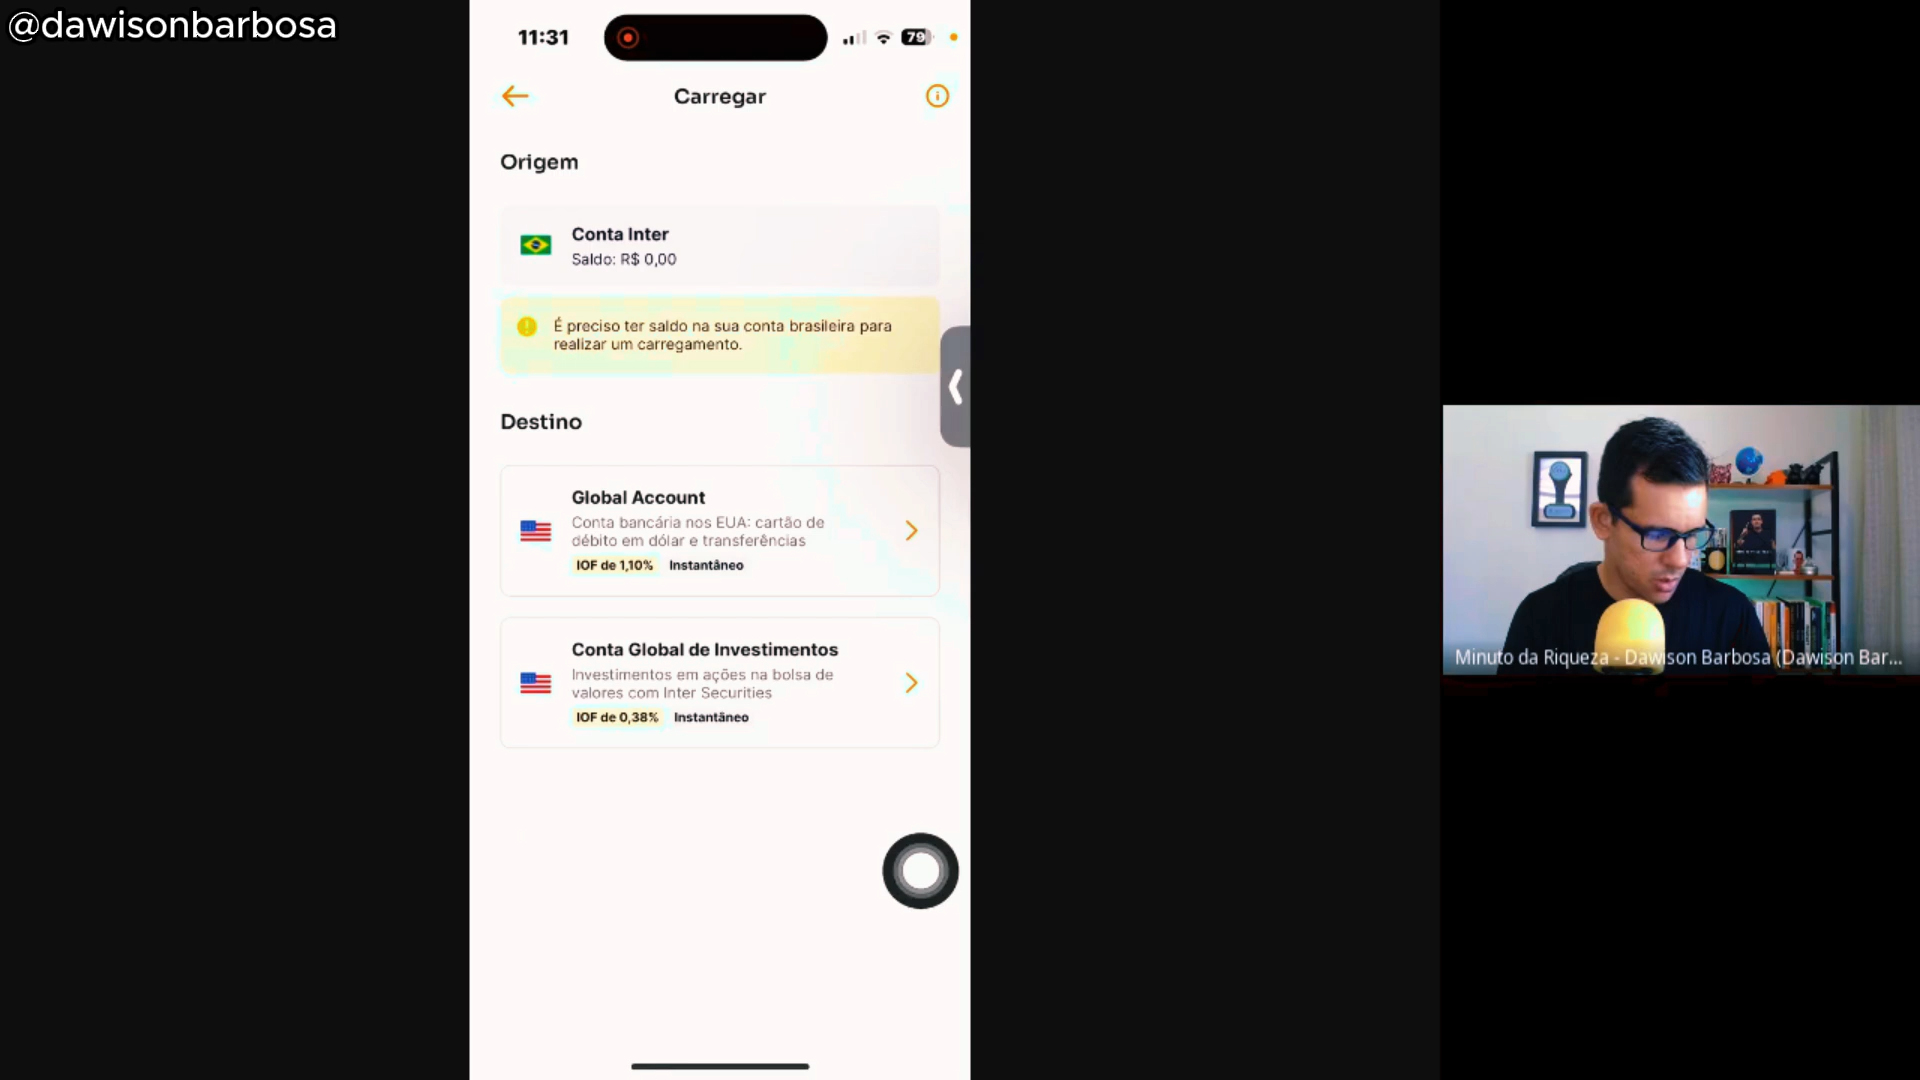 @dawisonbarbosa
11:31
79
Carregar
Origem
Conta Inter
Saldo: R$ 0,00
É preciso ter saldo na sua conta brasileira para
realizar um carregamento.
Destino
Global Account
Conta bancária nos EUA: cartão de
débito em dólar e transferências
IOF de 1,10% Instantâneo
Conta Global de Investimentos
Investimentos em ações na bolsa de
valores com Inter Securities
IOF de 0,38% Instantâneo
Minuto da Riqueza - Dawison Barbosa (Dawison Bar...